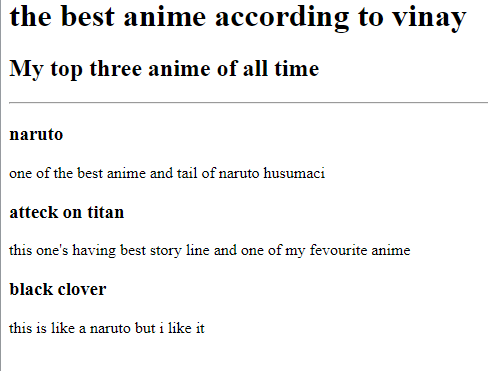 the best anime according to vinay
My top three anime of all time
naruto
one of the best anime and tail of naruto husumaci
atteck on titan
this one's having best story line and one of my fevourite anime
black clover
this is like a naruto but i like it